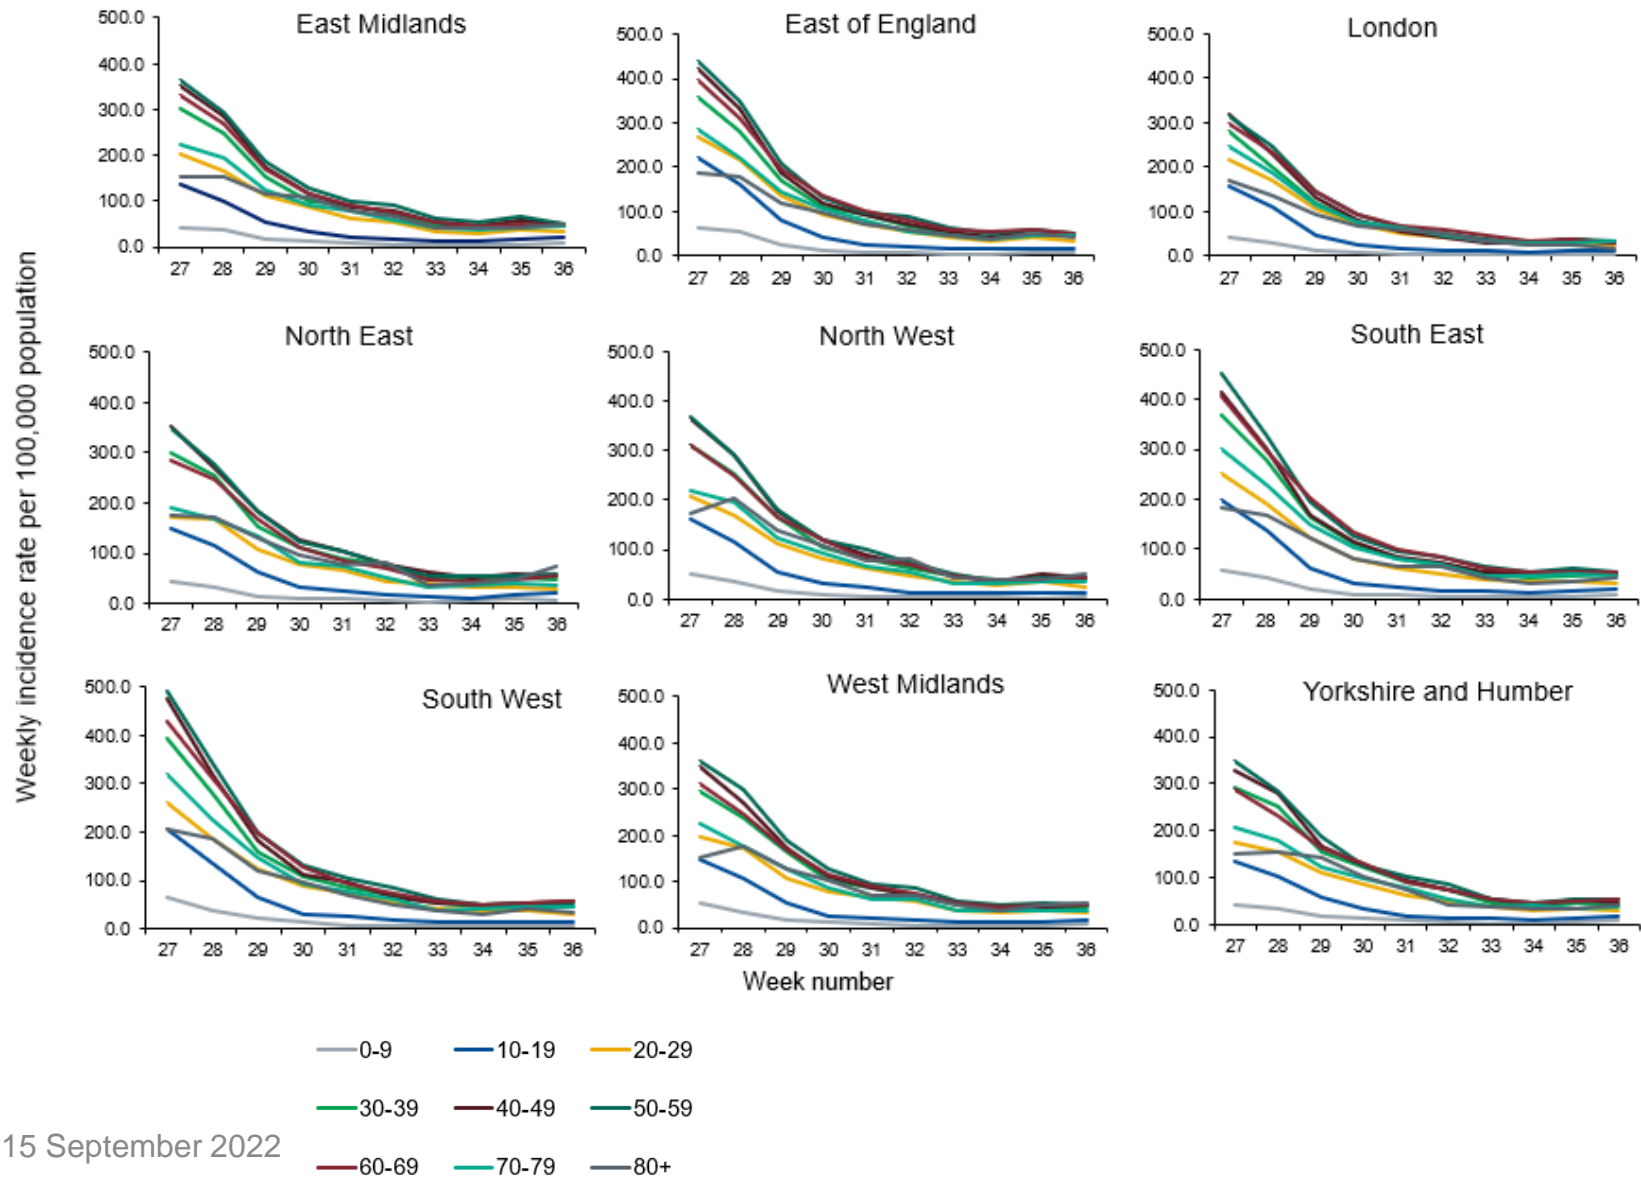 East Midlands
500.0
400.0
300.0
200.0
100.0
0.0
27 28 29 30 31 32 33 34 35 36
East of England
500.0
400.0
300.0
200.0
100.0
0.0
27 28 29 30 31 32 33 34 35 36
London
500.0
400.0
300.0
200.0
100.0
0.0
27 28 29 30 31 32 33 34 35 36
Weekly incidence rate per 100,000 population
North East
500.0
400.0
300.0
200.0
100.0
0.0
27 28 29 30 31 32 33 34 35 36
North West
500.0
400.0
300.0
200.0
100.0
0.0
27 28 29 30 31 32 33 34 35 36
South East
500.0
400.0
300.0
200.0
100.0
0.0
27 28 29 30 31 32 33 34 35 36
South West
500.0
400.0
300.0
200.0
100.0
0.0
27 28 29 30 31 32 33 34 35 36
West Midlands
500.0
400.0
300.0
200.0
100.0
0.0
27 28 29 30 31 32 33 34 35 36
Yorkshire and Humber
500.0
400.0
300.0
200.0
100.0
0.0
27 28 29 30 31 32 33 34 35 36
Week number
0-9 10-19 20-29
30-39 40-49 50-59
60-69 70-79 80+
15 September 2022